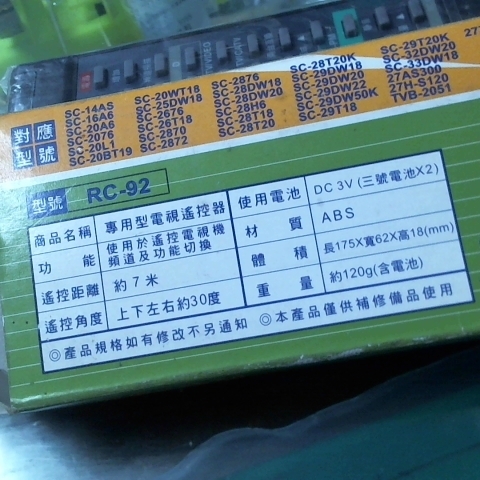 對應型號
SC-14AS
SC-16A6
SC-20A6
SC-2076
SC-20L1
SC-20BT19
SC-20WT18
SC-25DW18
SC-2676
SC-26T18
SC-2870
SC-2872
SC-2876
SC-28DW18
SC-28DW20
SC-28H6
SC-28T18
SC-28T20
SC-28T20K
SC-29DW18
SC-29DW20
SC-29DW22
SC-29DW50K
SC-29T18
SC-29T20K
SC-32DW20
SC-33DW18
27AS300
27H-S120
TVB-2051
型號 RC-92
商品名稱 專用型電視遙控器
功能 使用於遙控電視機
頻道及功能切換
遙控距離 約7米
遙控角度 上下左右約30度
使用電池 DC 3V (三號電池X2)
材質 ABS
體積 長175X寬62X高18(mm)
重量 約120g(含電池)
◎產品規格如有修改不另通知 ◎本產品僅供補修備品使用